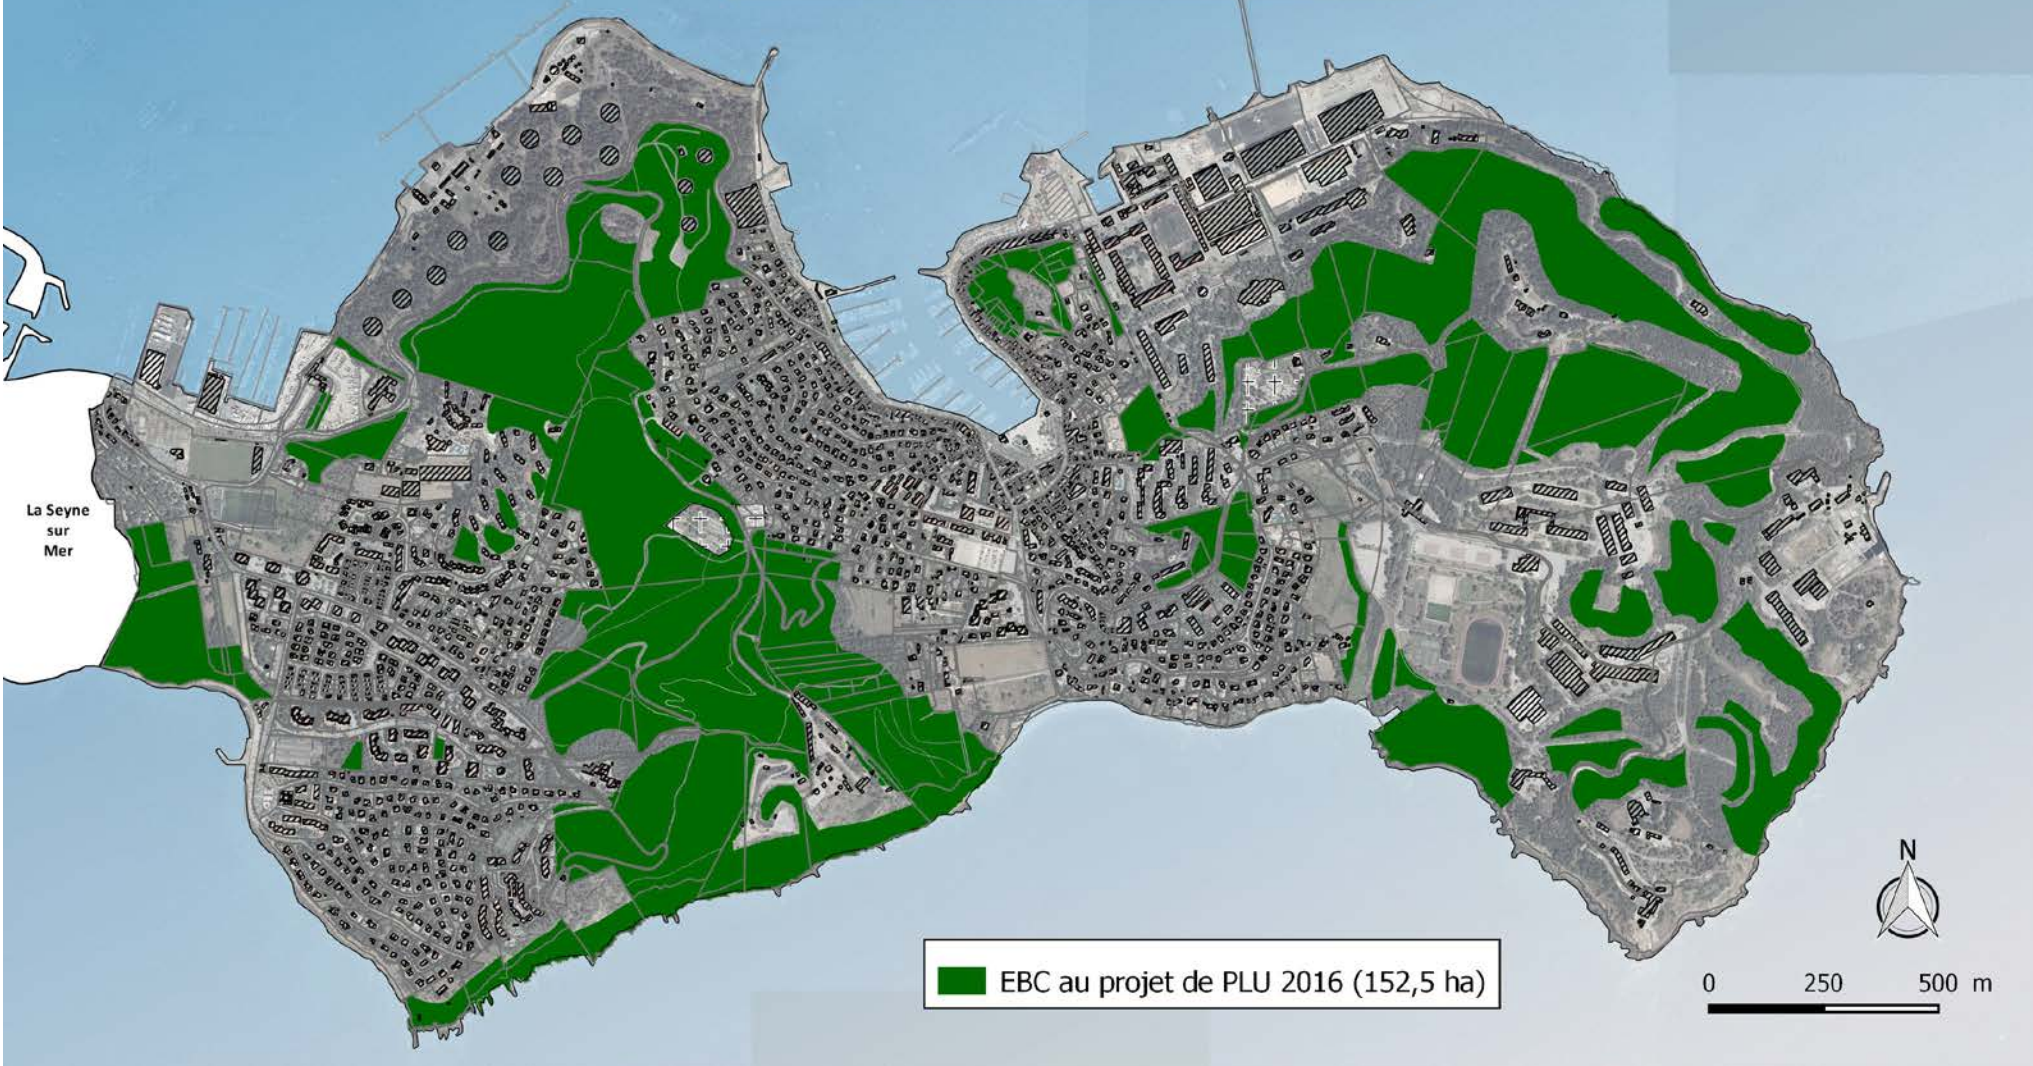 La Seyne
sur
Mer
N
EBC au projet de PLU 2016 (152,5 ha)
0 250 500 m